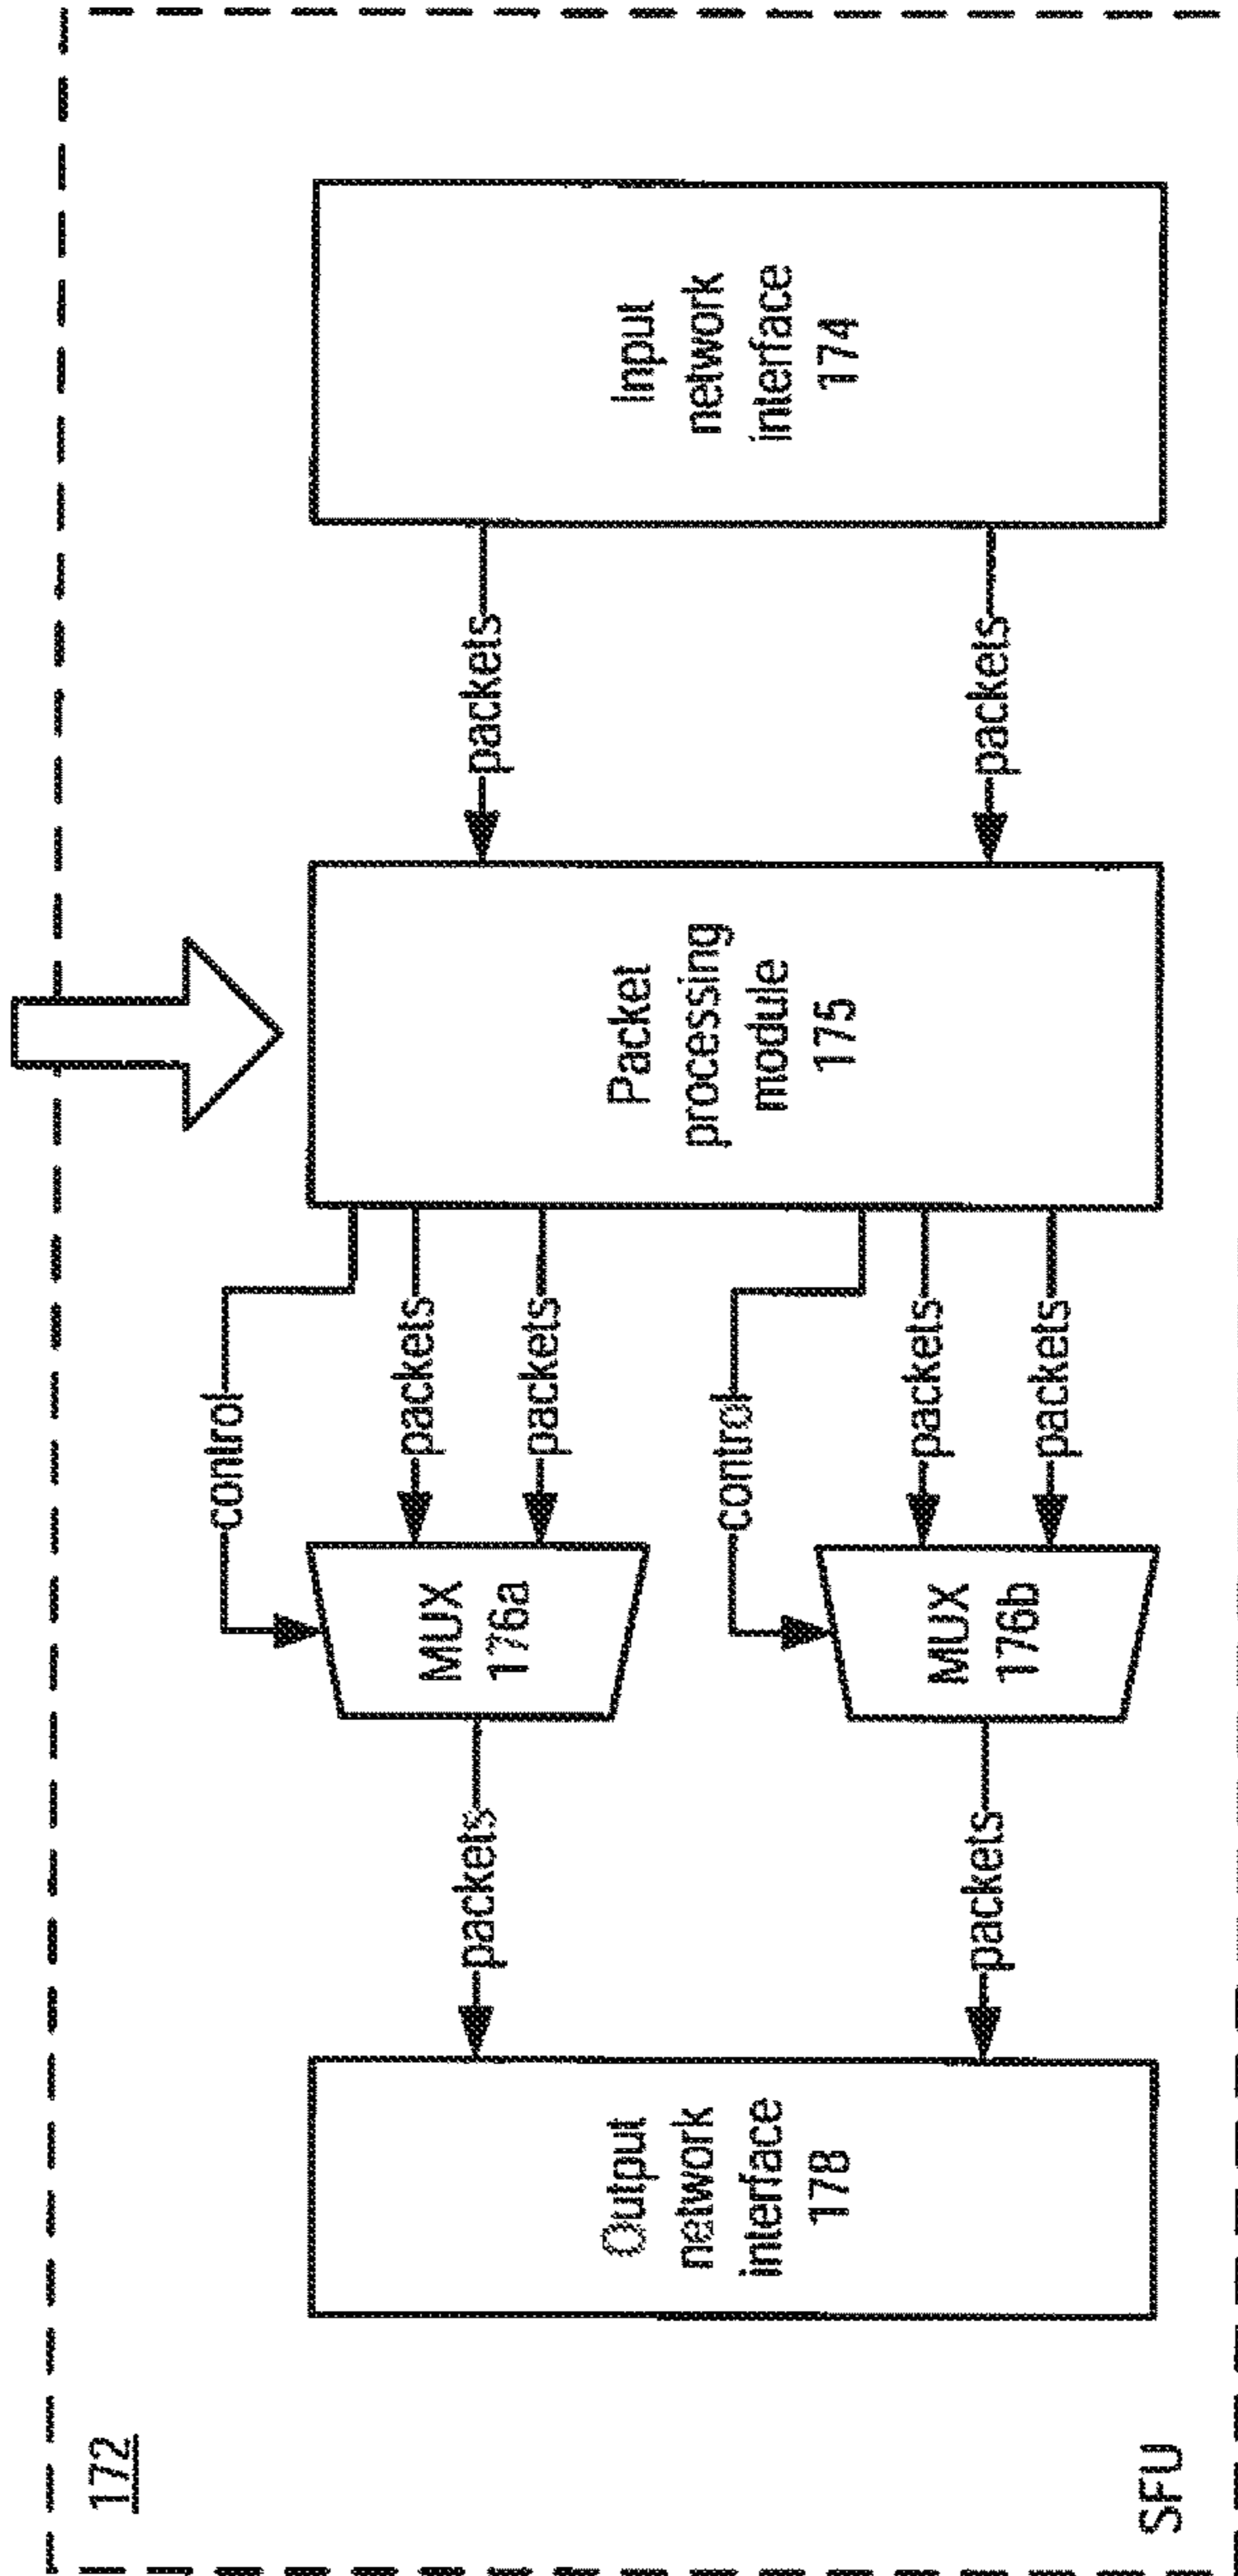 172
SFU
Output
network
interface
178
packets
packets
MUX
176a
MUX
176b
control
packets
packets
control
packets
packets
Packet
processing
module
175
packets
packets
Input
network
interface
174